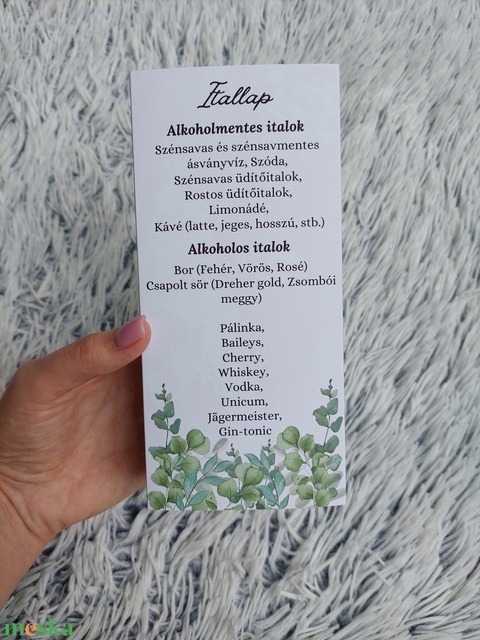 Itallap
Alkoholmentes italok
Szénsavas és szénsavmentes
ásványvíz, Szóda,
Szénsavas üdítőitalok,
Rostos üdítőitalok,
Limonádé,
Kávé (latte, jeges, hosszú, stb.)
Alkoholos italok
Bor (Fehér, Vörös, Rosé)
Csapolt sör (Dreher gold, Zsombói
meggy)
Pálinka,
Baileys,
Cherry,
Whiskey,
Vodka,
Unicum,
Jägermeister,
Gin-tonic
meska